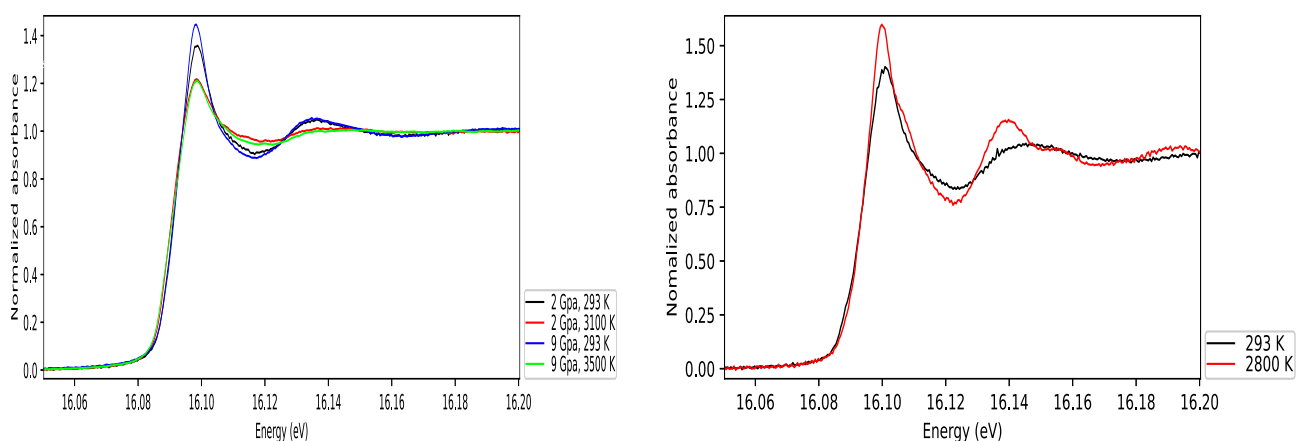 Normalized absorbance
1.4
1.2
1.0
0.8
0.6
0.4
0.2
0.0
16.06 16.08 16.10 16.12 16.14 16.16 16.18 16.20
Energy (eV)
2 Gpa, 293 K
2 Gpa, 3100 K
9 Gpa, 293 K
9 Gpa, 3500 K
Nomalized absorbance
1.50
1.25
1.00
0.75
0.50
0.25
0.00
16.06 16.08 16.10 16.12 16.14 16.16 16.18 16.20
Energy (eV)
293 K
2800 K